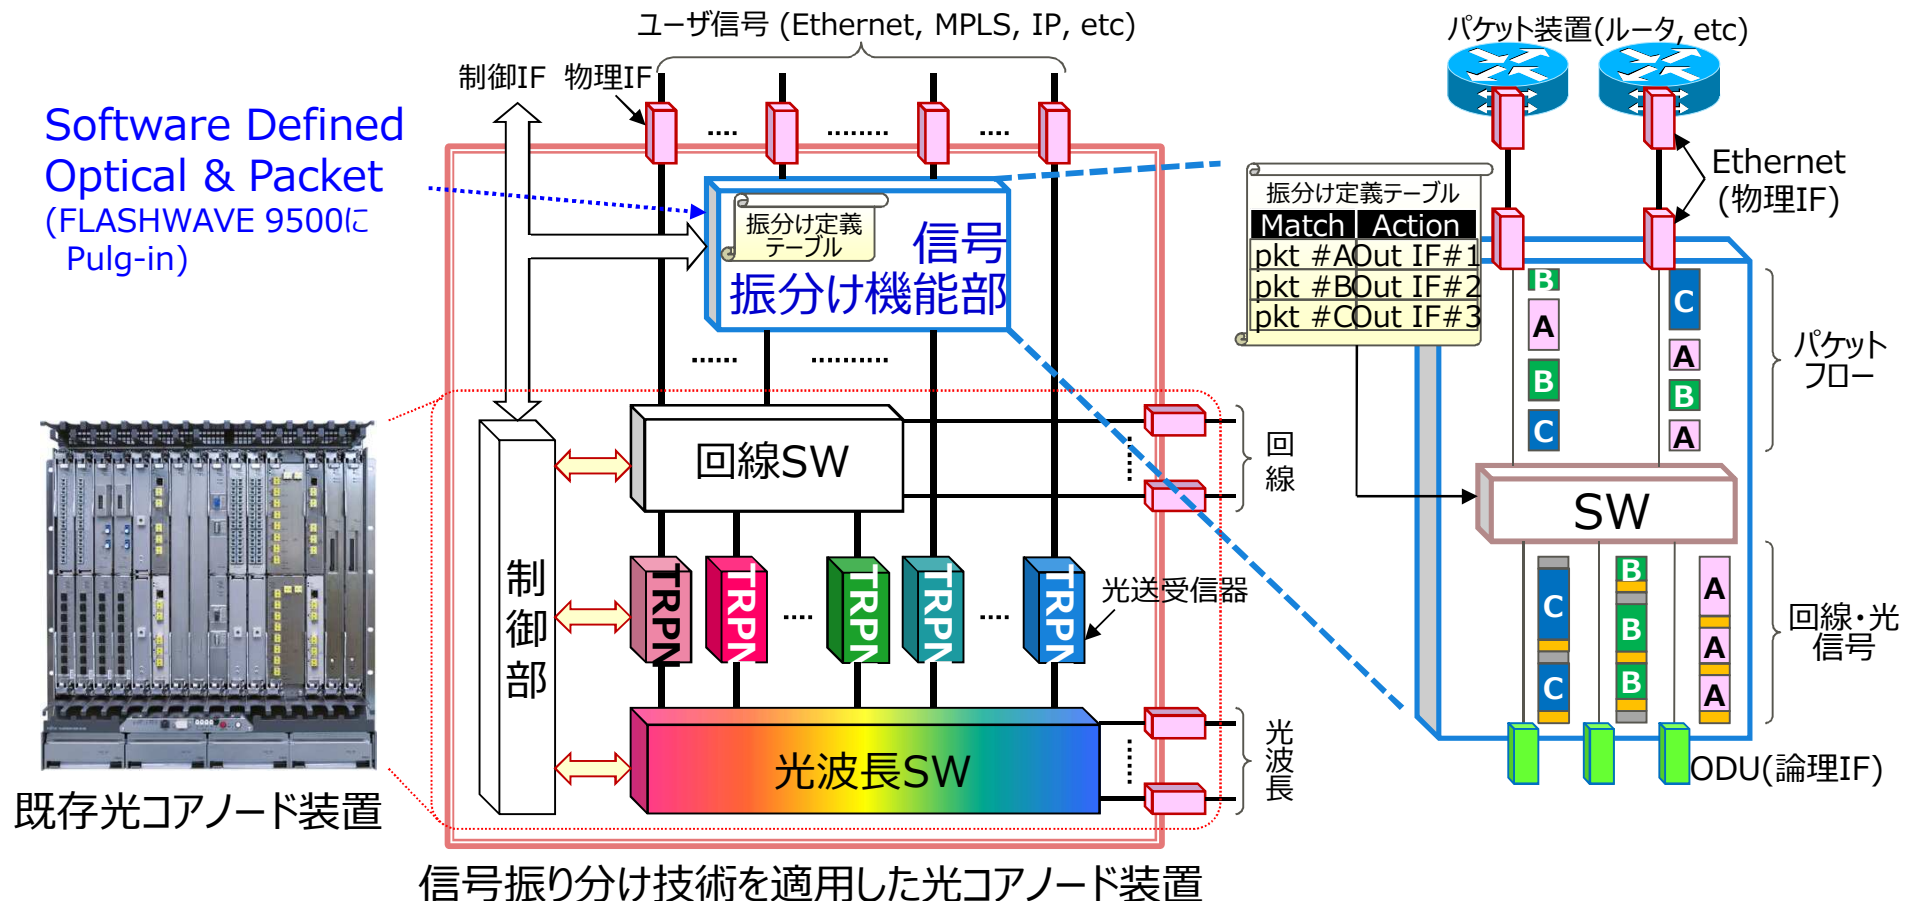 ユーザ信号 (Ethernet, MPLS, IP, etc)
パケット装置(ルータ, etc)
制御IF
物理IF
Software Defined
Optical & Packet
(FLASHWAVE 9500に
Pulg-in)
....
........
....
Ethernet
(物理IF)
振分け定義
テーブル
信号
振分け機能部
振分け定義テーブル
Match
Action
pkt #A
Out IF#1
pkt #B
Out IF#2
pkt #C
Out IF#3
B
A
B
C
C
A
B
A
パケット
フロー
......
..........
回線SW
回線
SW
制御部
TRPN
TRPN
....
TRPN
TRPN
....
TRPN
光送受信器
C
C
B
B
B
A
A
A
回線・光
信号
光波長SW
光波長
ODU(論理IF)
既存光コアノード装置
信号振り分け技術を適用した光コアノード装置